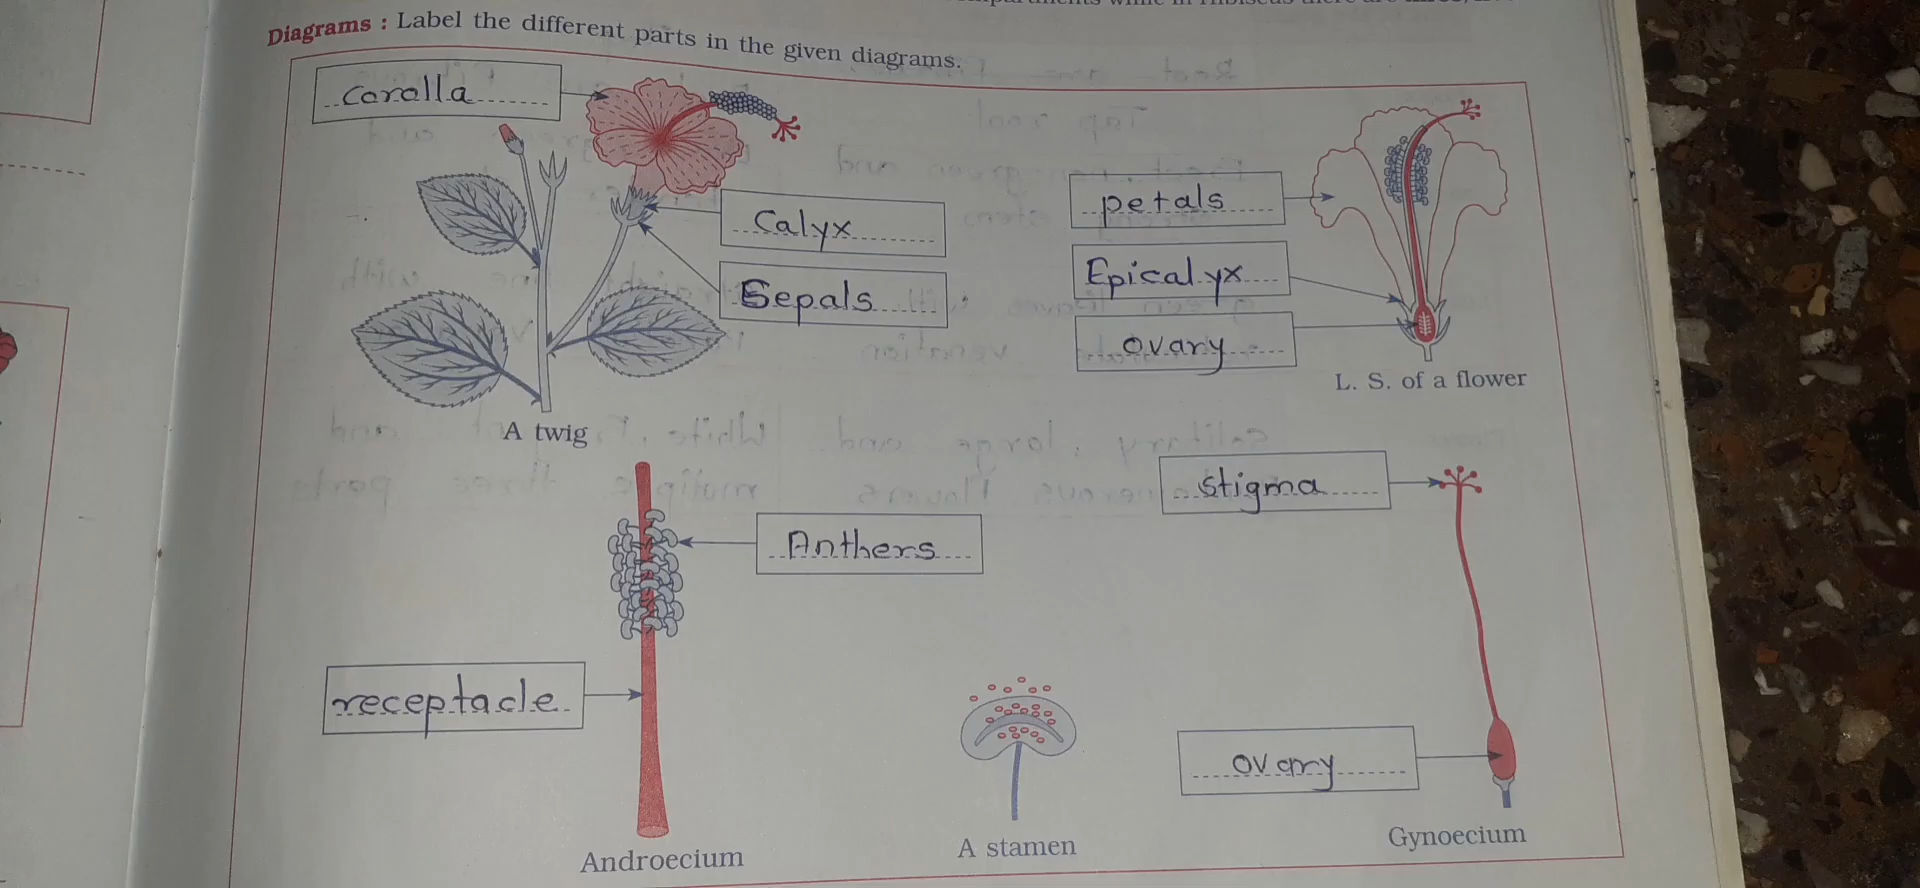 Diagrams : Label the different parts in the given diagrams.
Corolla
Calyx
Sepals
petals
Epicalyx
ovary
L. S. of a flower
A twig
stigma
Anthers
receptacle
ovary
A stamen
Gynoecium
Androecium